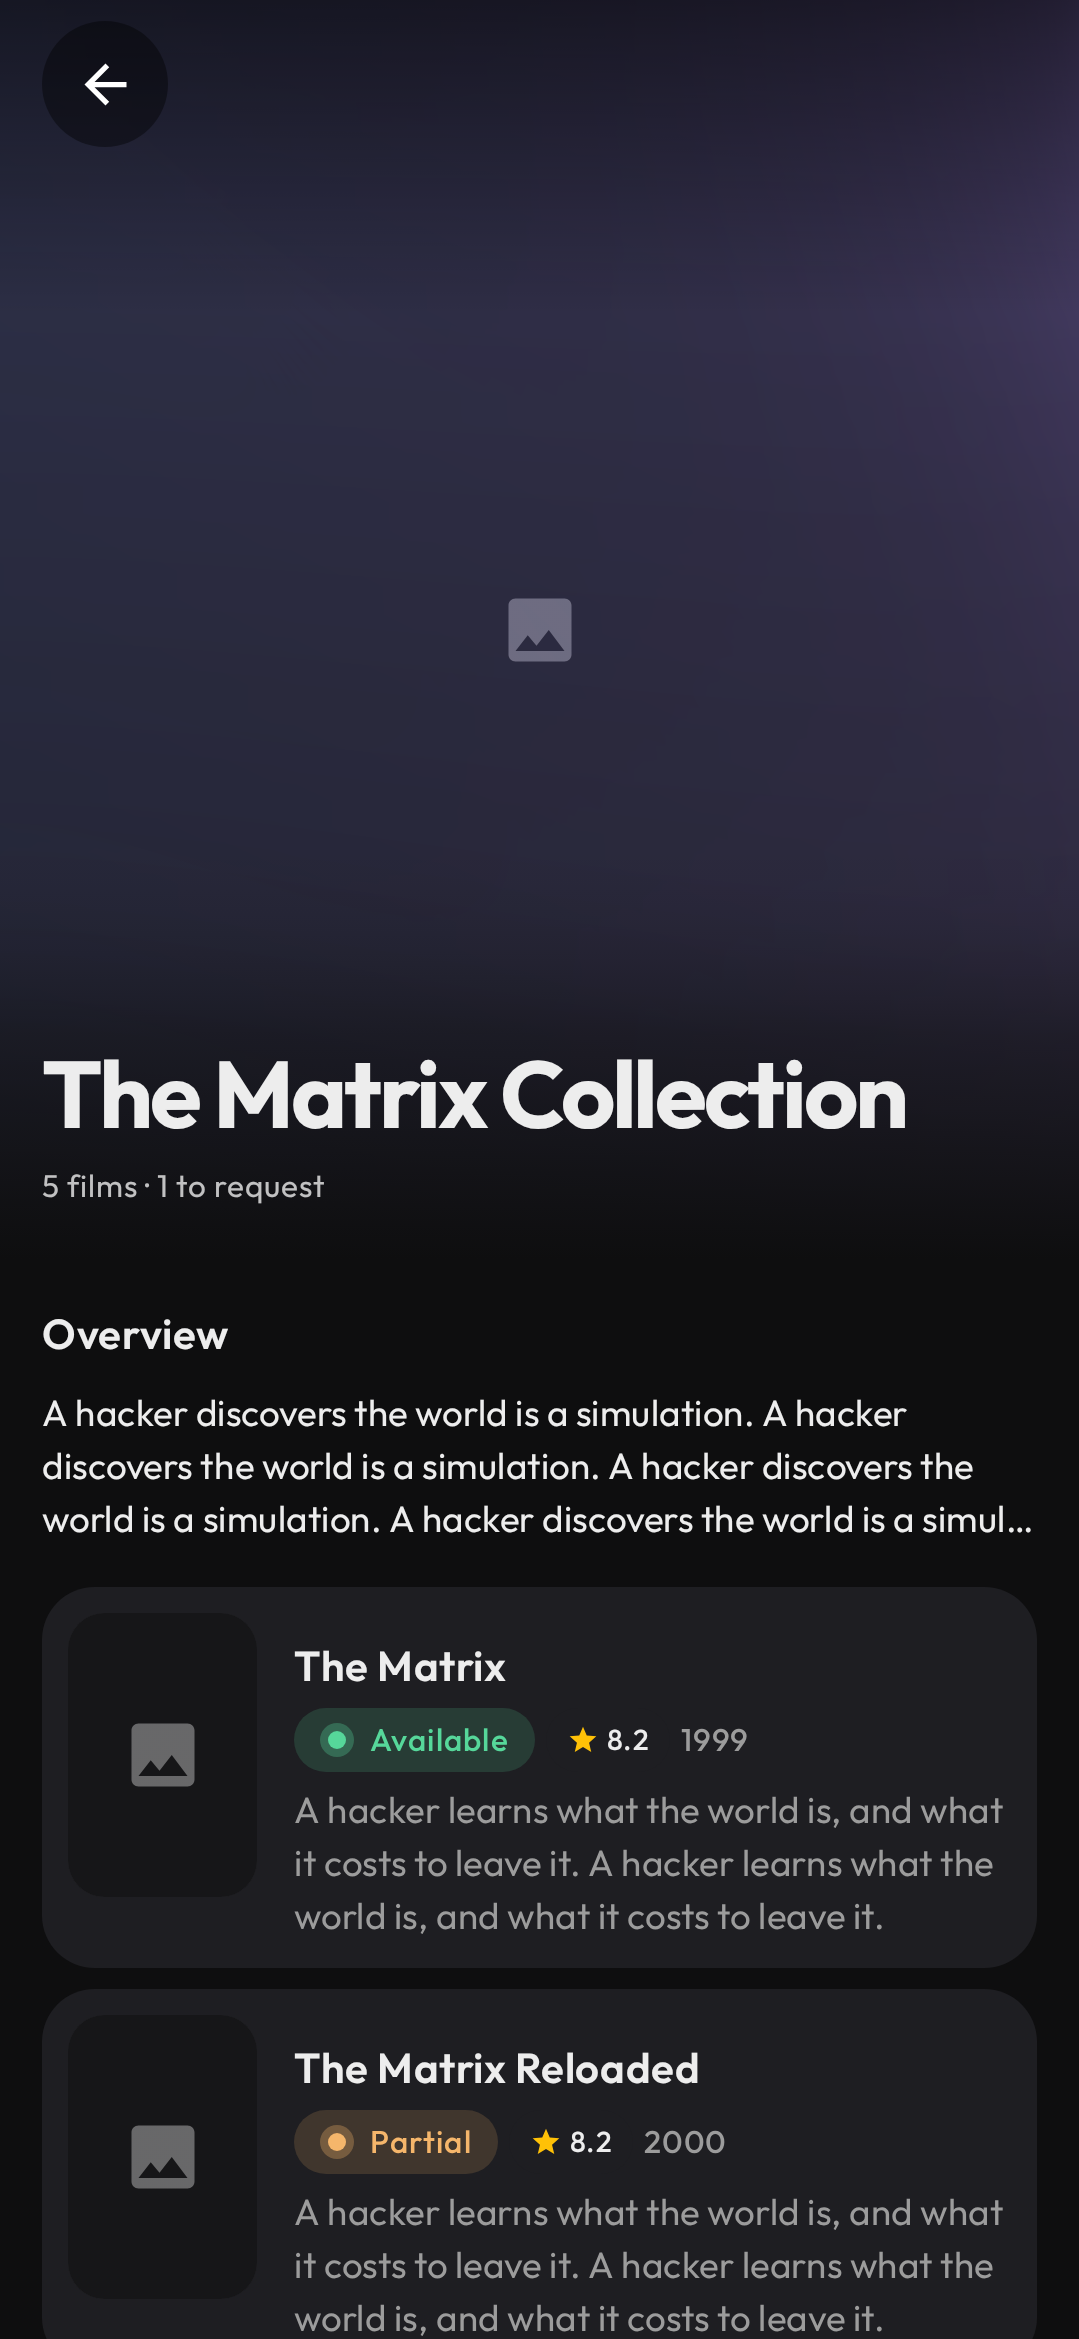 The Matrix Collection
5 films · 1 to request
Overview
A hacker discovers the world is a simulation. A hacker
discovers the world is a simulation. A hacker discovers the
world is a simulation. A hacker discovers the world is a simul...
The Matrix
Available 8.2 1999
A hacker learns what the world is, and what
it costs to leave it. A hacker learns what the
world is, and what it costs to leave it.
The Matrix Reloaded
Partial 8.2 2000
A hacker learns what the world is, and what
it costs to leave it. A hacker learns what the
world is, and what it costs to leave it.